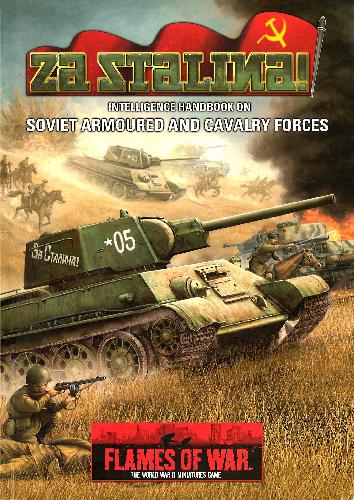 ZA STALINA!
INTELLIGENCE HANDBOOK ON
SOVIET ARMOURED AND CAVALRY FORCES
За Сталина!
05
FLAMES OF WAR
THE WORLD WAR II MINIATURES GAME